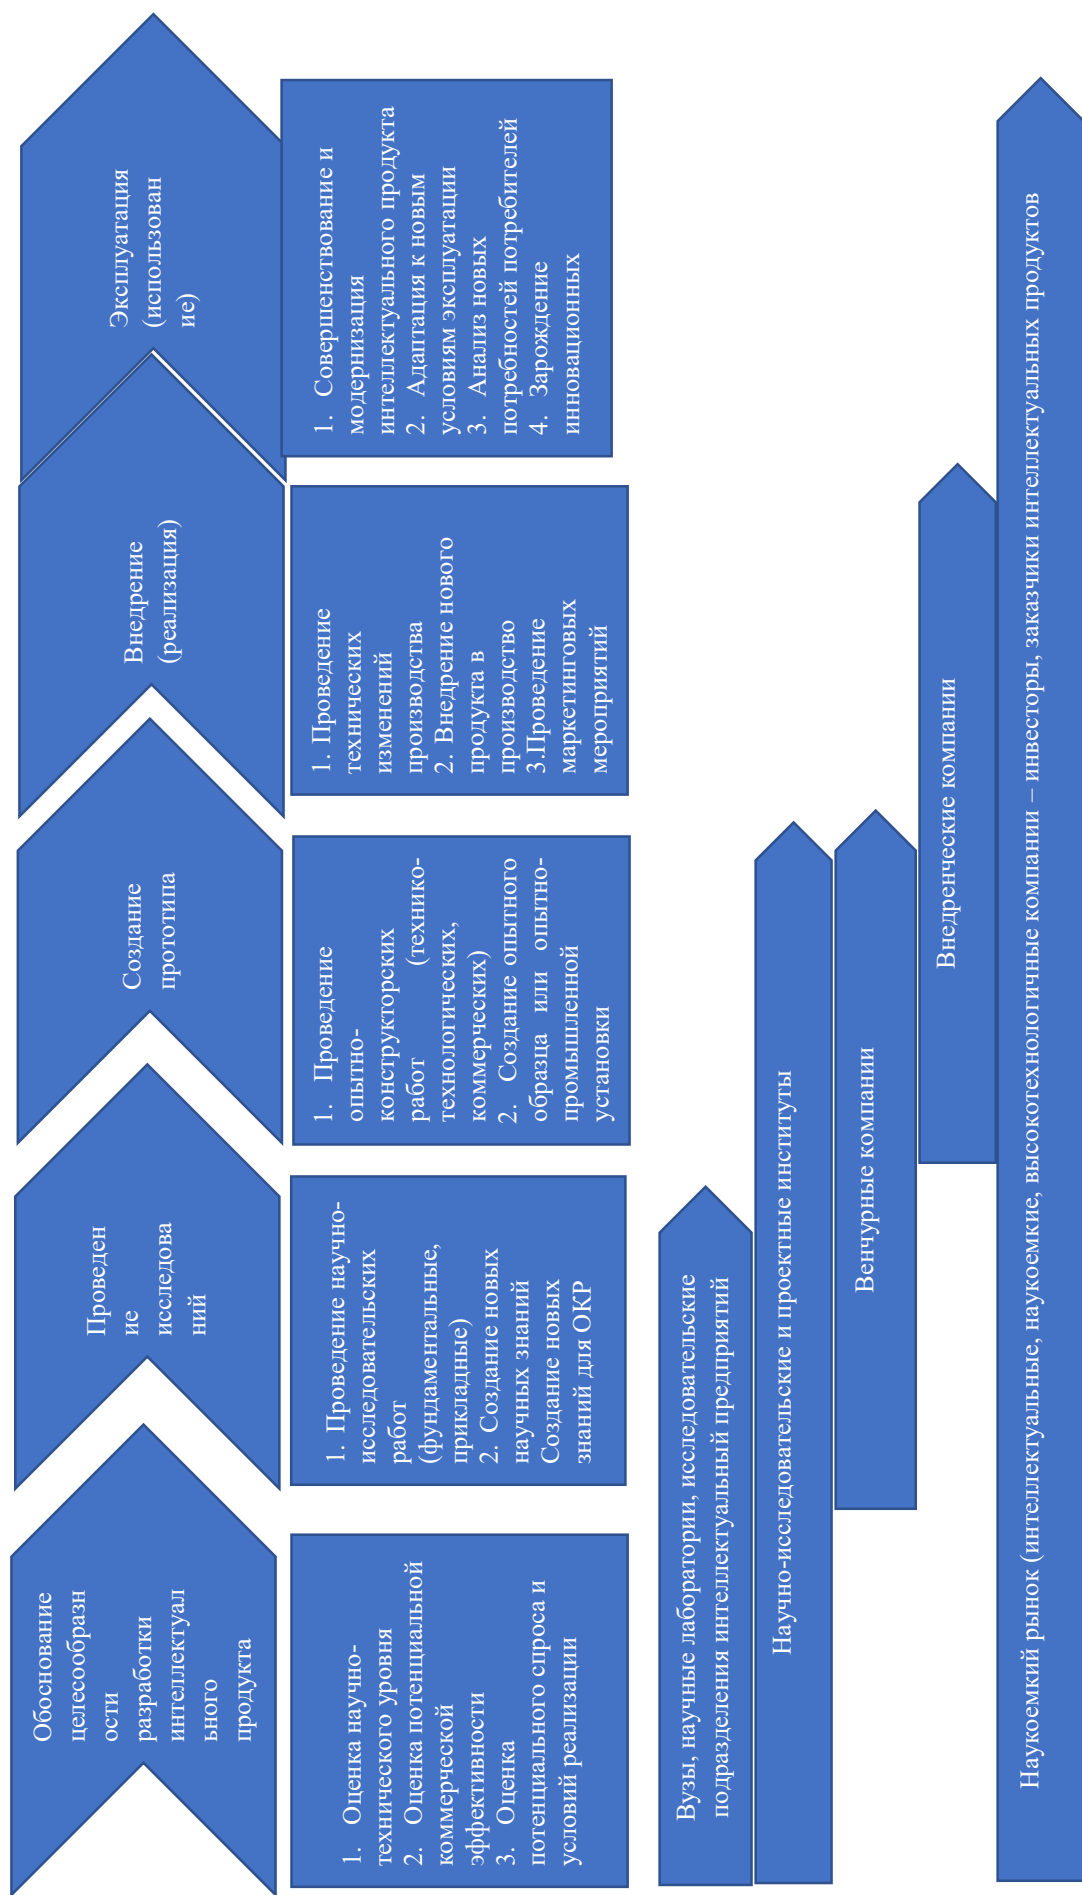 Обоснование
целесообразн
ости
разработки
интеллектуал
ьного
продукта
Проведен
ие исследова
ний
Создание
прототипа
Внедрение
(реализация)
Эксплуатация
(использован
ие)
1. Оценка научно-
технического уровня
2. Оценка потенциальной
коммерческой
эффективности
3. Оценка
потенциального спроса и
условий реализации
1. Проведение научно-
исследовательских
работ
(фундаментальные,
прикладные)
2. Создание новых
научных знаний
Создание новых
знаний для ОКР
1. Проведение
опытно-
конструкторских
работ (технико-
технологических,
коммерческих)
2. Создание опытного
образца или опытно-
промышленной
установки
1. Проведение
технических
изменений
производства
2. Внедрение нового
продукта в
производство
3.Проведение
маркетинговых
мероприятий
1. Совершенствование и
модернизация
интеллектуального продукта
2. Адаптация к новым
условиям эксплуатации
3. Анализ новых
потребностей потребителей
4. Зарождение
инновационных
Вузы, научные лаборатории, исследовательские
подразделения интеллектуальный предприятий
Научно-исследовательские и проектные институты
Венчурные компании
Внедренческие компании
Наукоемкий рынок (интеллектуальные, наукоемкие, высокотехнологичные компании – инвесторы, заказчики интеллектуальных продуктов